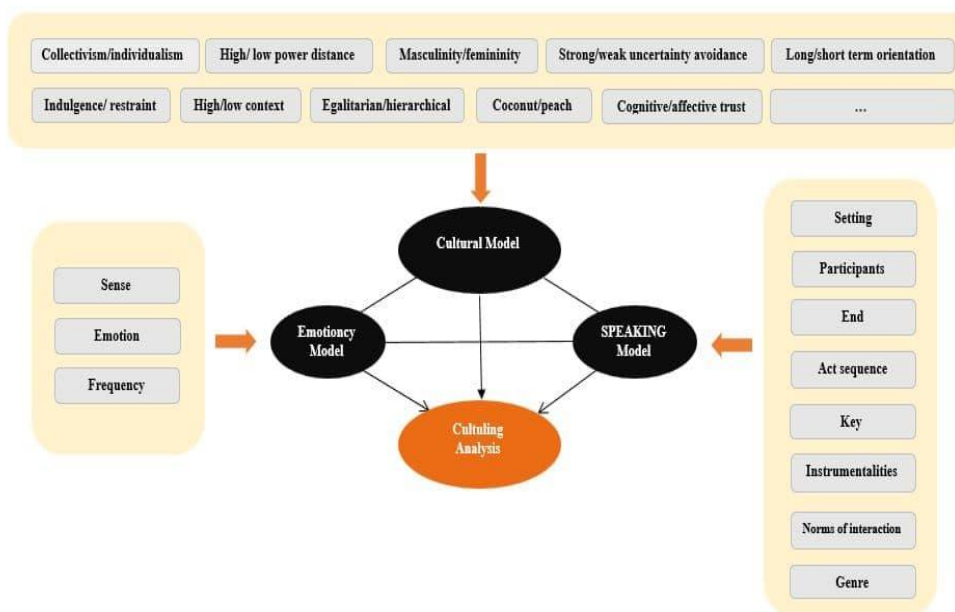 Collectivism/individualism
High/ low power distance
Masculinity/femininity
Strong/weak uncertainty avoidance
Long/short term orientation
Indulgence/ restraint
High/low context
Egalitarian/hierarchical
Coconut/peach
Cognitive/affective trust
...
Cultural Model
Sense
Emotion
Frequency
Emotioncy
Model
SPEAKING
Model
Cultuling
Analysis
Setting
Participants
End
Act sequence
Key
Instrumentalities
Norms of interaction
Genre